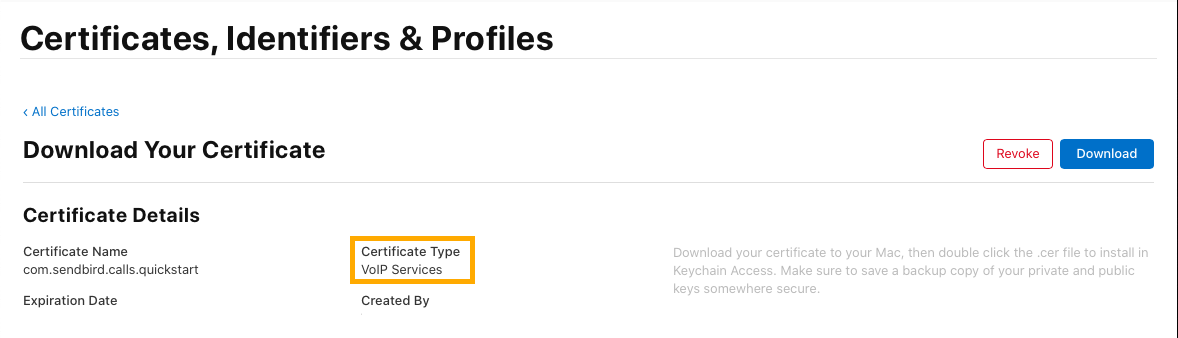 Certificates, Identifiers & Profiles
‹ All Certificates
Download Your Certificate
Revoke
Download
Certificate Details
Certificate Name
com.sendbird.calls.quickstart
Certificate Type
VoIP Services
Download your certificate to your Mac, then double click the .cer file to install in
Keychain Access. Make sure to save a backup copy of your private and public
keys somewhere secure.
Expiration Date
Created By